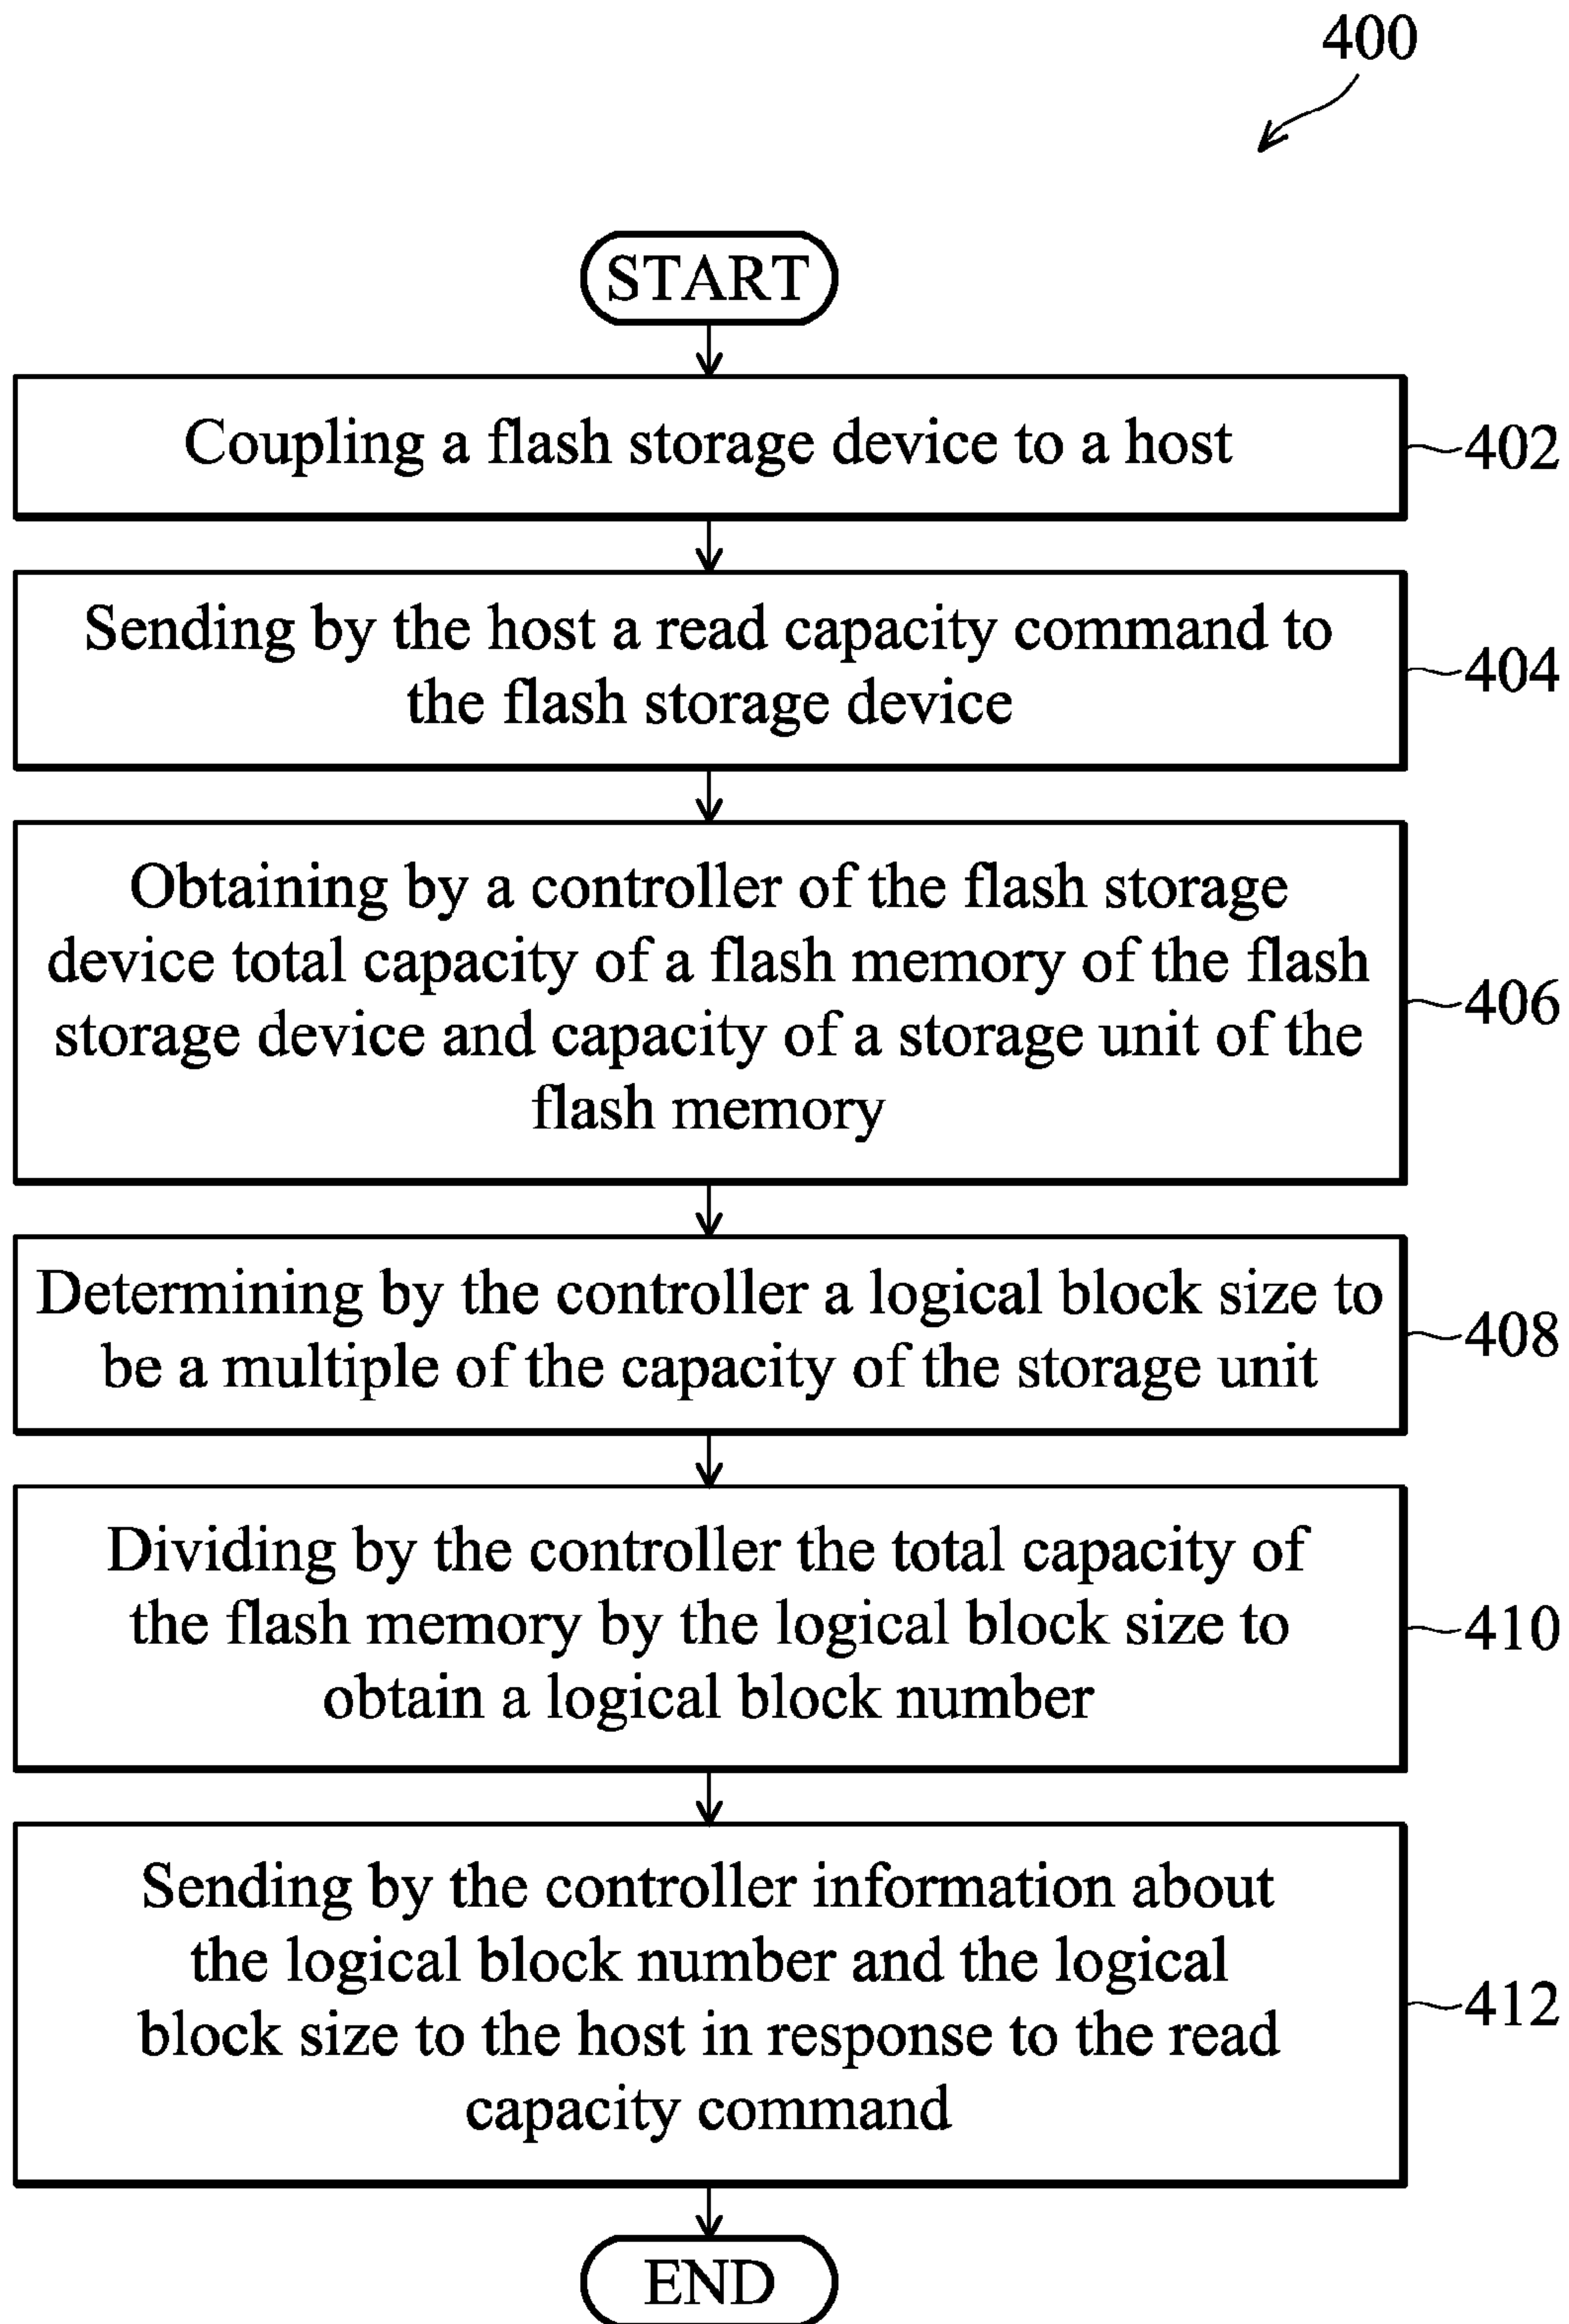 400
START
Coupling a flash storage device to a host
402
Sending by the host a read capacity command to
the flash storage device
404
Obtaining by a controller of the flash storage
device total capacity of a flash memory of the flash
storage device and capacity of a storage unit of the
flash memory
406
Determining by the controller a logical block size to
be a multiple of the capacity of the storage unit
408
Dividing by the controller the total capacity of
the flash memory by the logical block size to
obtain a logical block number
410
Sending by the controller information about
the logical block number and the logical
block size to the host in response to the read
capacity command
412
END